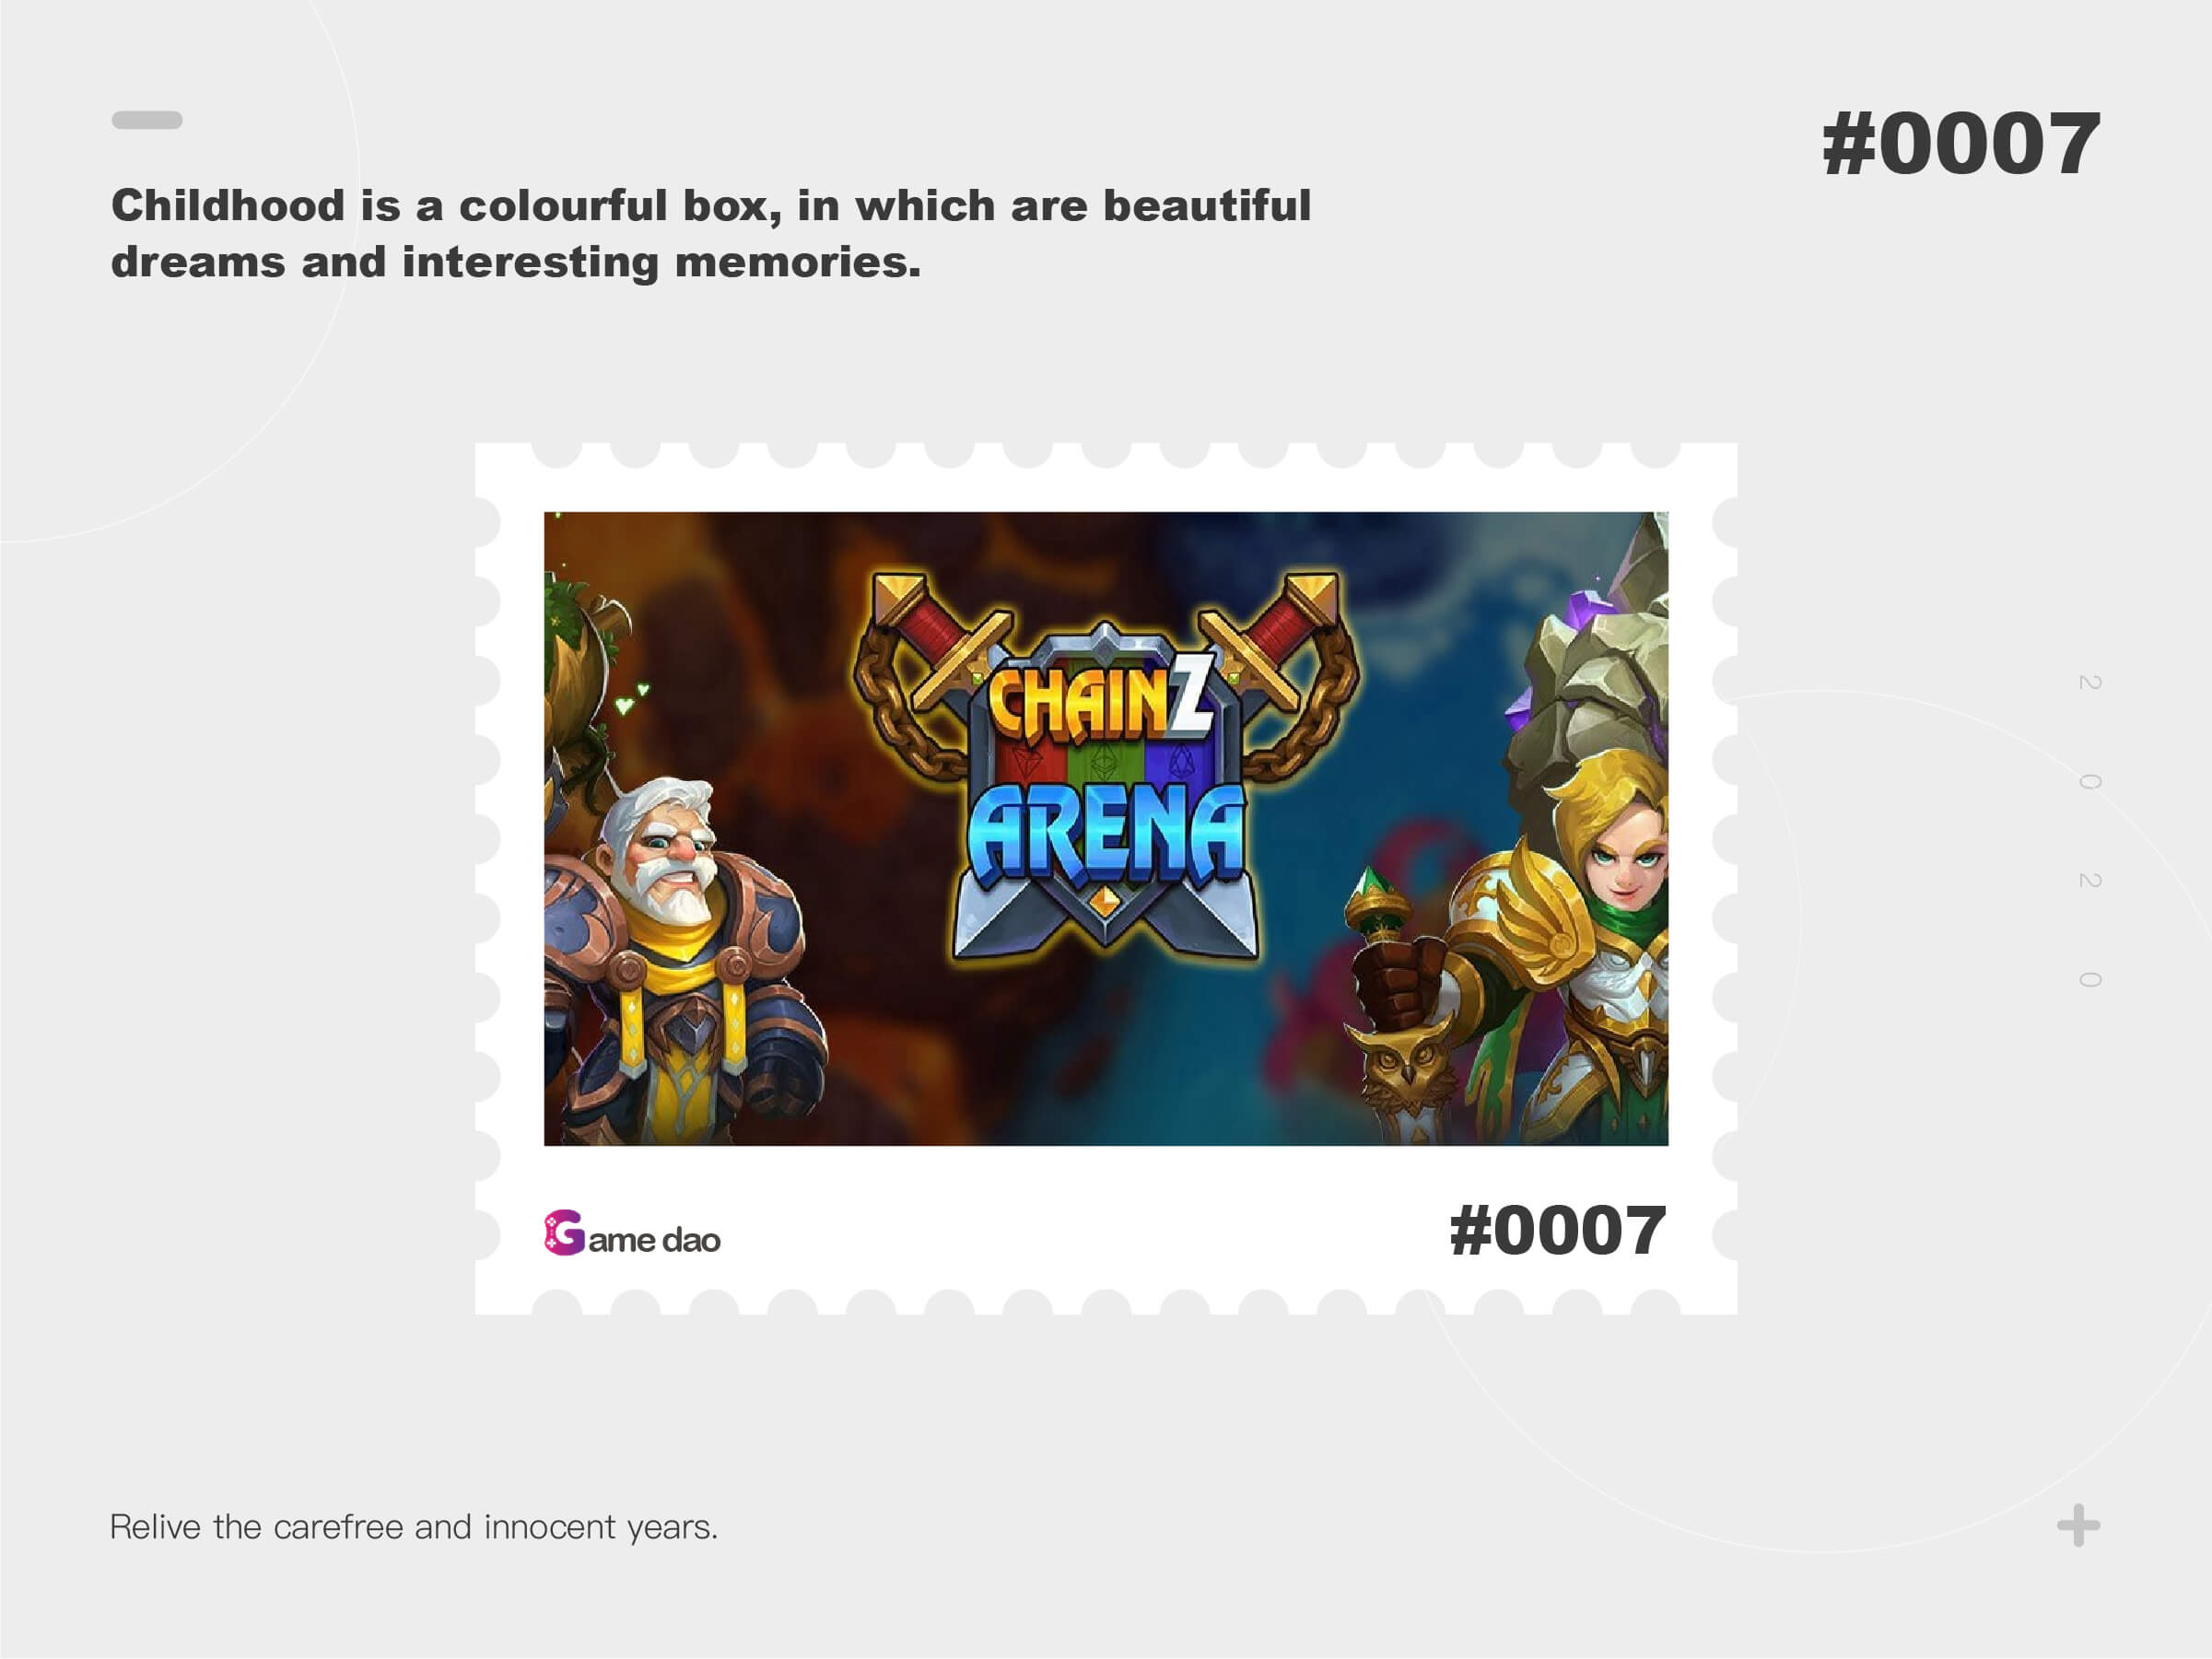 #0007
Childhood is a colourful box, in which are beautiful
dreams and interesting memories.
CHAINZ
ARENA
2020
Game dao
#0007
Relive the carefree and innocent years.